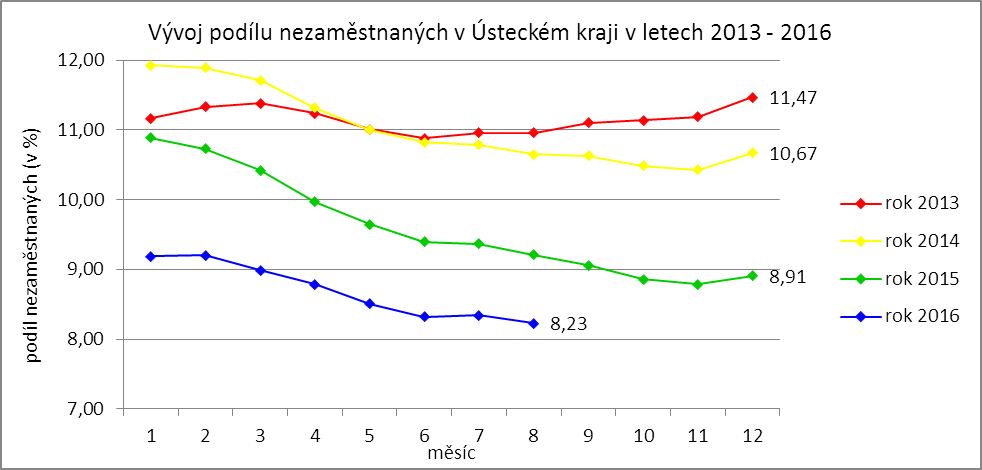 Vývoj podílu nezaměstnaných v Ústeckém kraji v letech 2013 - 2016
podíl nezaměstnaných (v %)
12,00
11,00
10,00
9,00
8,00
7,00
11,47
10,67
8,91
8,23
rok 2013
rok 2014
rok 2015
rok 2016
1 2 3 4 5 6 7 8 9 10 11 12
měsíc